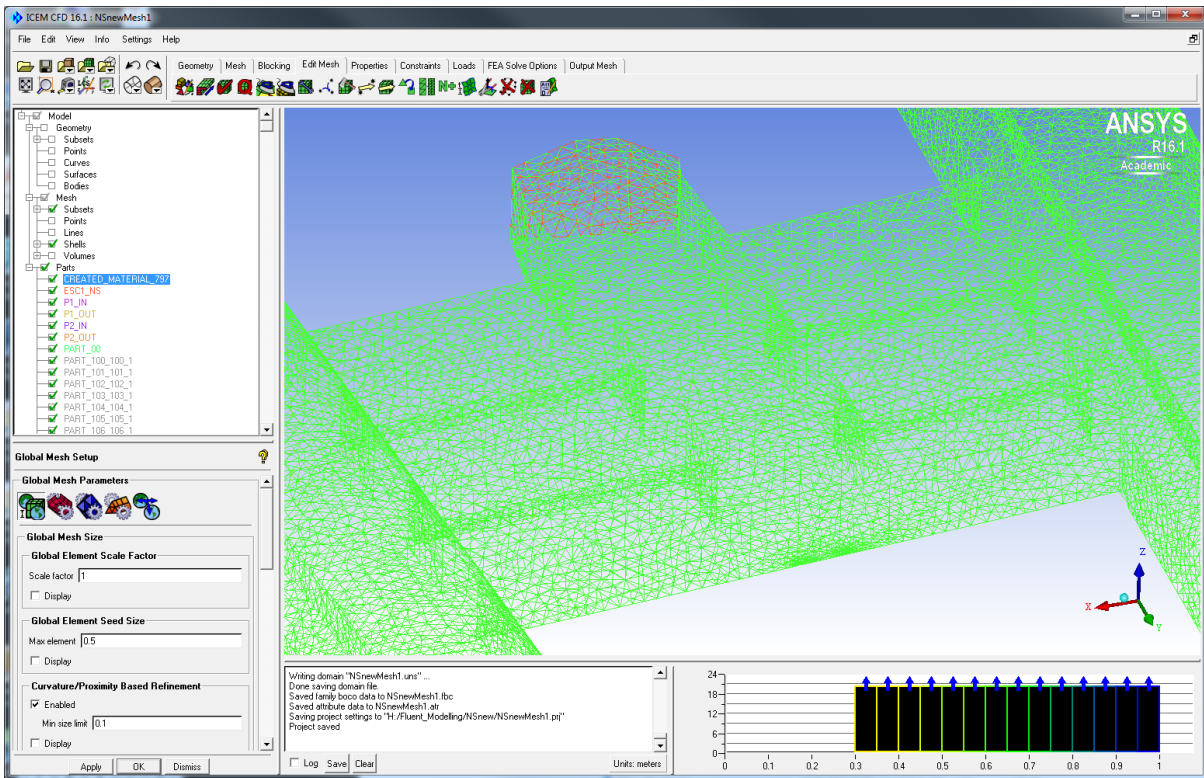 ICEM CFD 16.1 : NSnewMesh1
File Edit View Info Settings Help
Geometry Mesh Blocking Edit Mesh Properties Constraints Loads FEA Solve Options Output Mesh
Model
Geometry
Subsets
Points
Curves
Surfaces
Bodies
Mesh
Subsets
Points
Lines
Shells
Volumes
Parts
CREATED_MATERIAL_797
ESC1_NS
P1_IN
P1_OUT
P2_IN
P2_OUT
PART_00
PART_100_100_1
PART_101_101_1
PART_102_102_1
PART_103_103_1
PART_104_104_1
PART_105_105_1
PART_106_106_1
ANSYS
R16.1
Academic
Z
X
Y
Global Mesh Setup
Global Mesh Parameters
Global Mesh Size
Global Element Scale Factor
Scale factor 1
Display
Global Element Seed Size
Max element 0.5
Display
Curvature/Proximity Based Refinement
Enabled
Min size limit 0.1
Display
Apply OK Dismiss
Writing domain "NSnewMesh1.uns" ...
Done saving domain file.
Saved family boco data to NSnewMesh1.fbc
Saved attribute data to NSnewMesh1.atr
Saving project settings to "H:/Fluent_Modelling/NSnew/NSnewMesh1.prj"
Project saved
Log Save Clear Units: meters
24
18
12
6
0
0 0.1 0.2 0.3 0.4 0.5 0.6 0.7 0.8 0.9 1